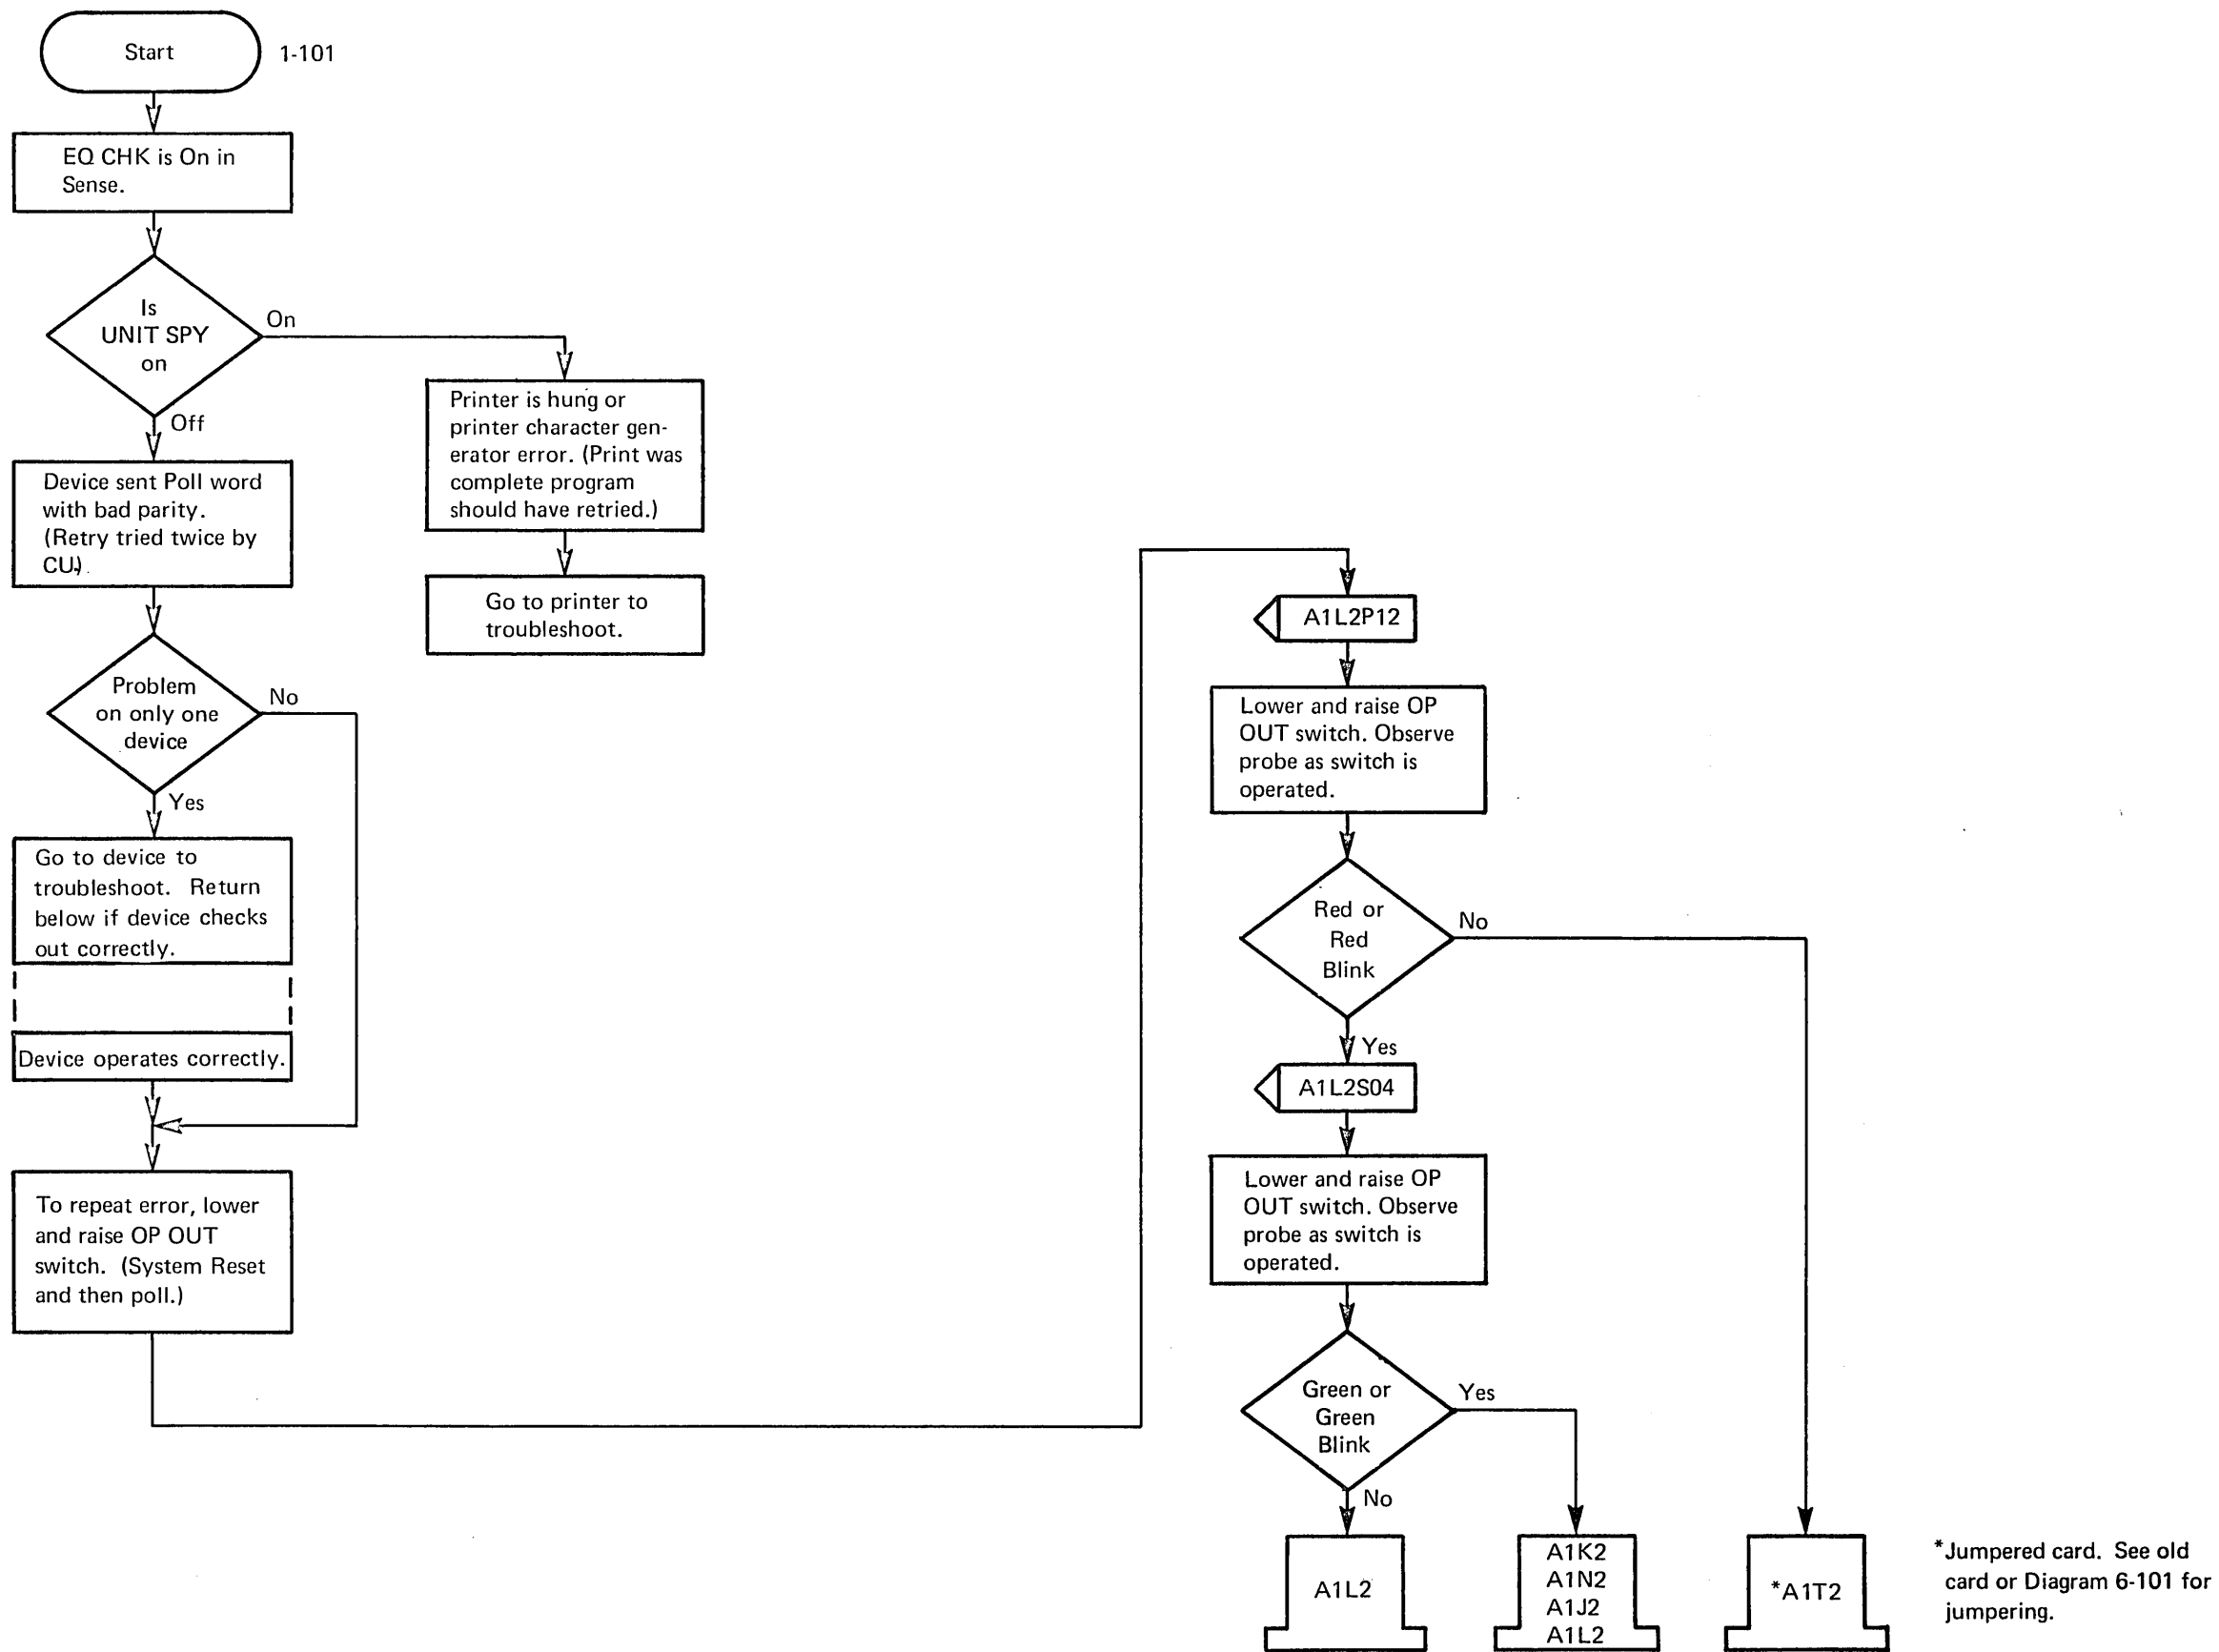 Start
1-101
EQ CHK is On in
Sense.
Is
UNIT SPY
on
On
Off
Printer is hung or
printer character gen-
erator error. (Print was
complete program
should have retried.)
Go to printer to
troubleshoot.
Device sent Poll word
with bad parity.
(Retry tried twice by
CU.)
Problem
on only one
device
No
Yes
Go to device to
troubleshoot. Return
below if device checks
out correctly.
Device operates correctly.
To repeat error, lower
and raise OP OUT
switch. (System Reset
and then poll.)
A1L2P12
Lower and raise OP
OUT switch. Observe
probe as switch is
operated.
Red or
Red
Blink
No
Yes
A1L2S04
Lower and raise OP
OUT switch. Observe
probe as switch is
operated.
Green or
Green
Blink
Yes
No
A1L2
A1K2
A1N2
A1J2
A1L2
*A1T2
*Jumpered card. See old
card or Diagram 6-101 for
jumpering.